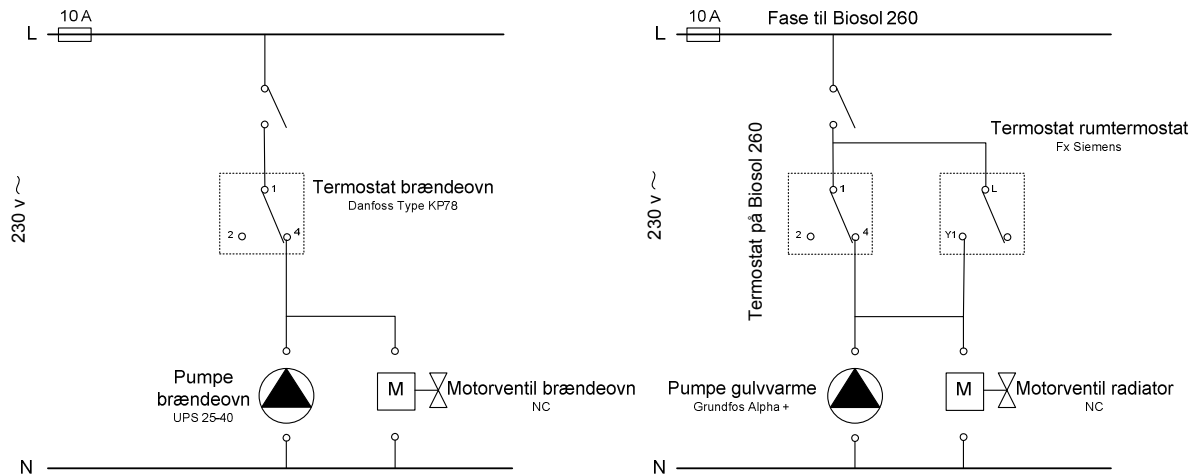 10 A
L
230 v ~
1
2
4
Termostat brændeovn
Danfoss Type KP78
Pumpe
brændeovn
UPS 25-40
M
Motorventil brændeovn
NC
N
10 A
Fase til Biosol 260
L
230 v ~
Termostat på Biosol 260
1
2
4
Termostat rumtermostat
Fx Siemens
L
Y1
Pumpe gulvvarme
Grundfos Alpha +
M
Motorventil radiator
NC
N